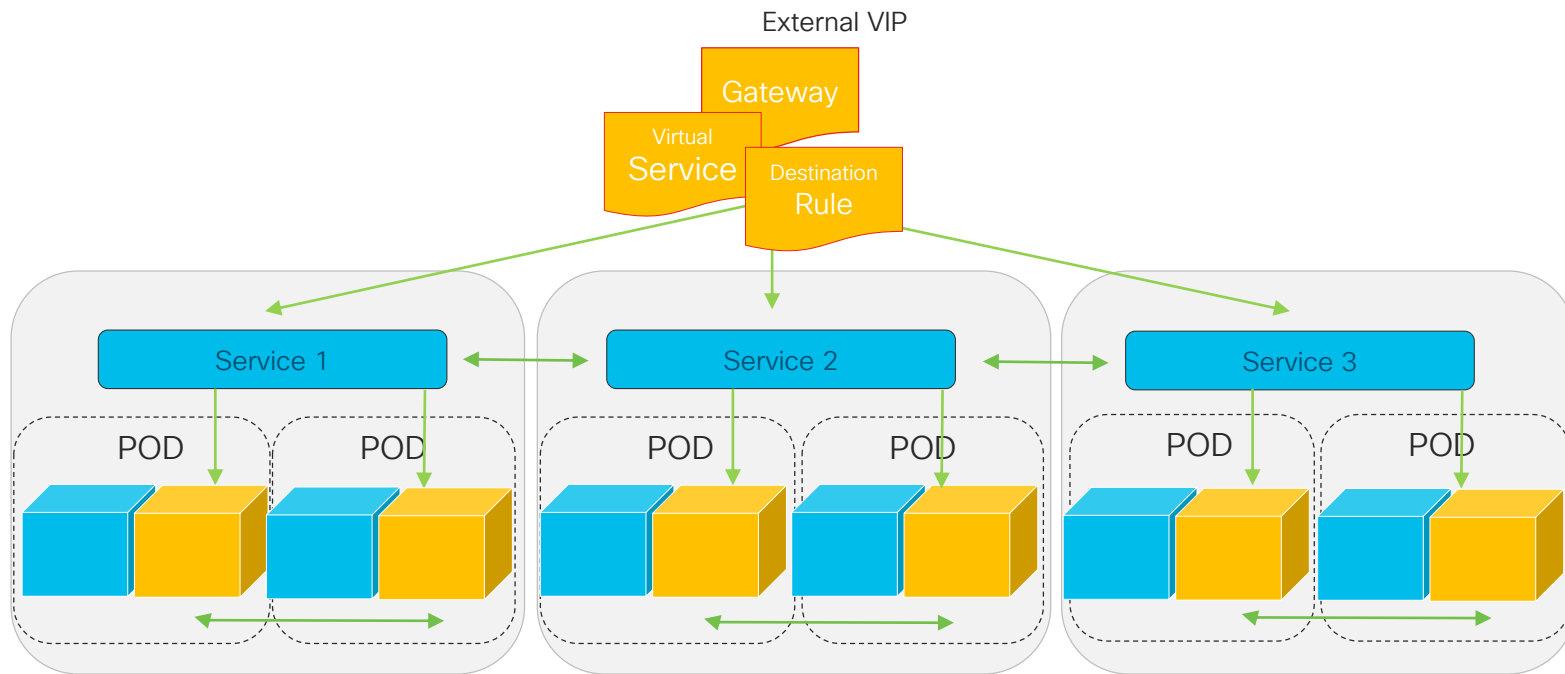 External VIP
Gateway
Virtual
Service
Destination
Rule
Service 1
Service 2
Service 3
POD
POD
POD
POD
POD
POD